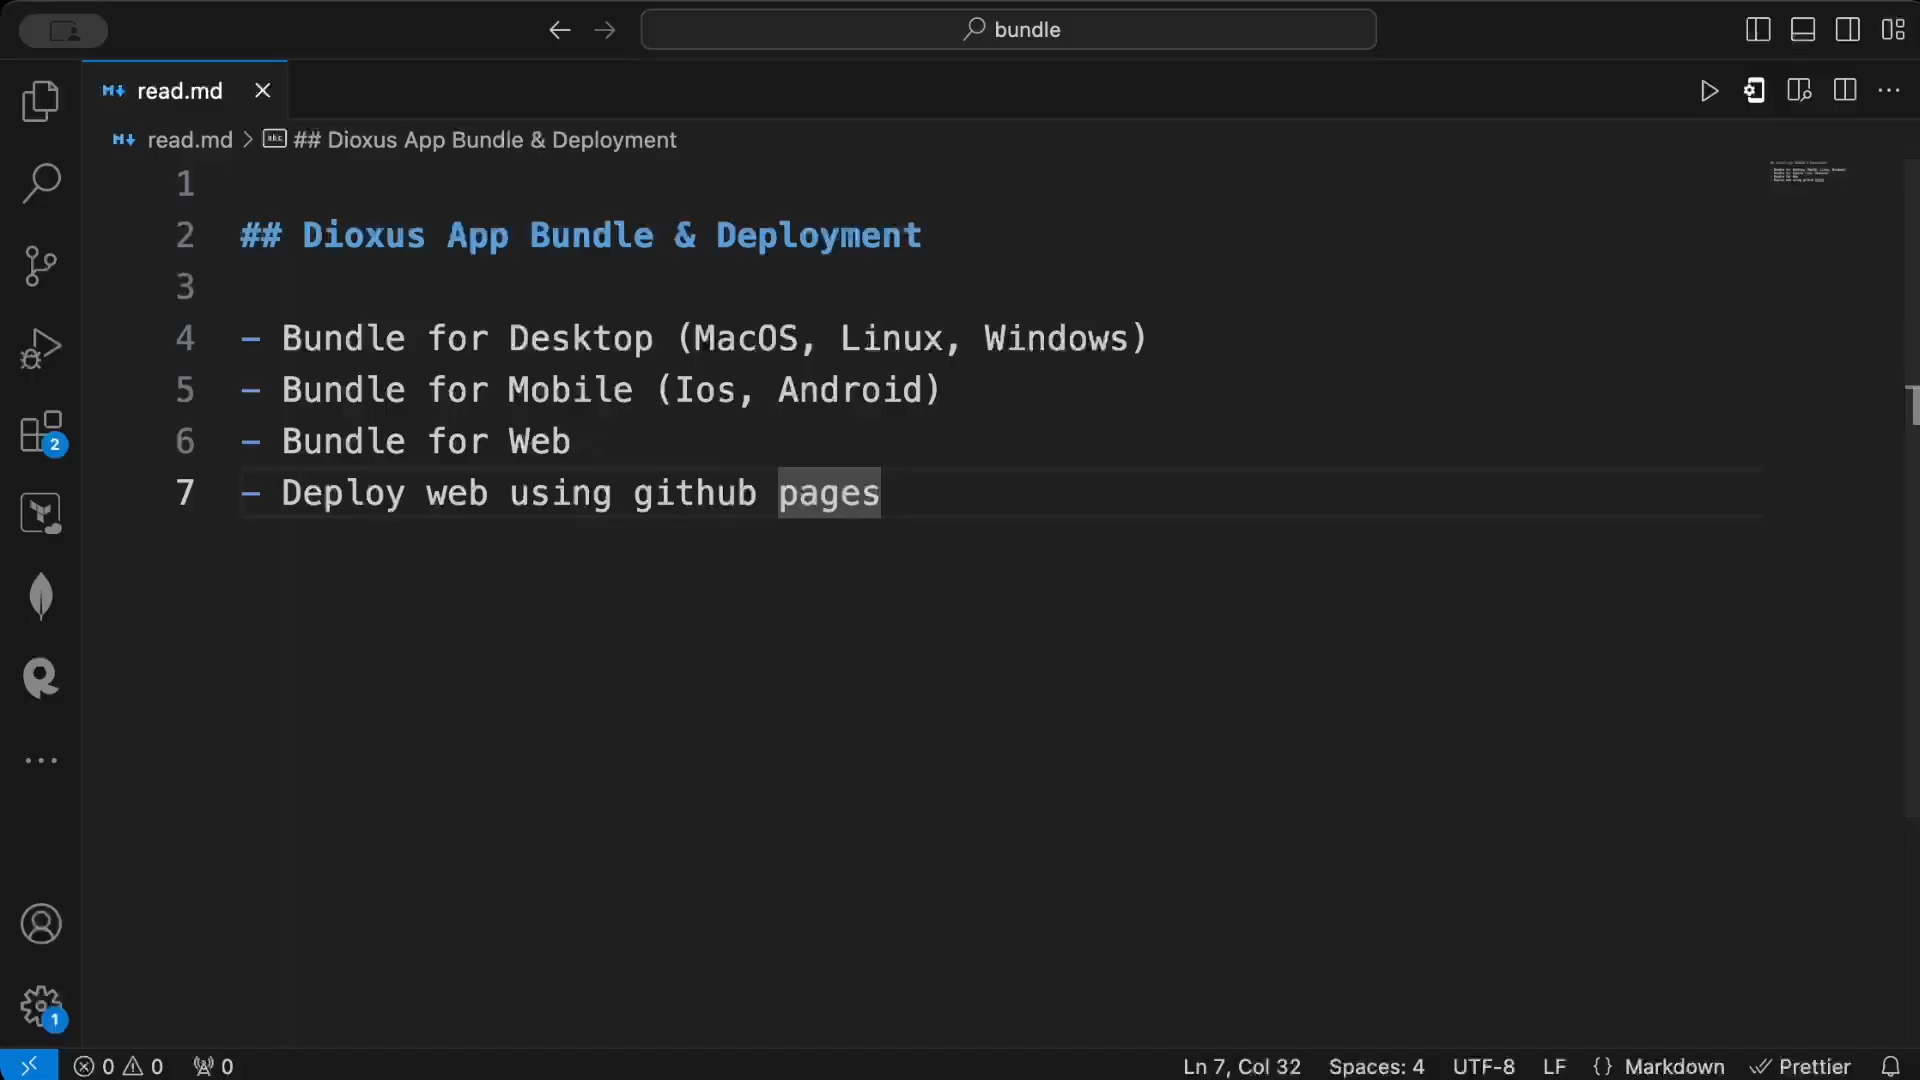 bundle
read.md
read.md > ## Dioxus App Bundle & Deployment
1
2 ## Dioxus App Bundle & Deployment
3
4 - Bundle for Desktop (MacOS, Linux, Windows)
5 - Bundle for Mobile (Ios, Android)
6 - Bundle for Web
7 - Deploy web using github pages
2
1
0 0 0 Ln 7, Col 32 Spaces: 4 UTF-8 LF {} Markdown Prettier